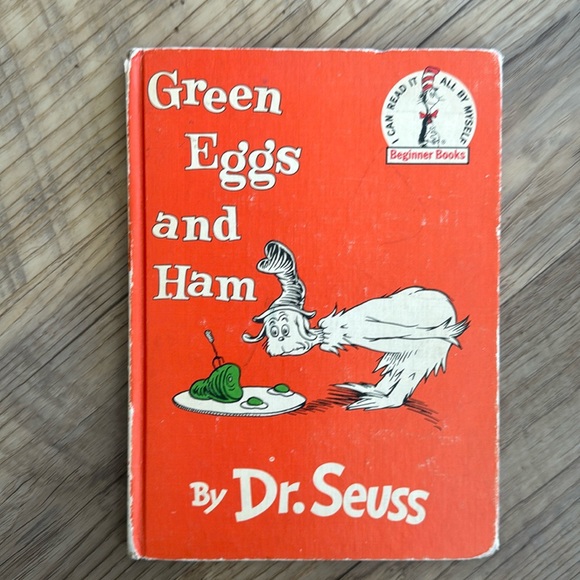 Green
Eggs
and
Ham
I CAN READ IT ALL BY MYSELF
Beginner Books
By Dr. Seuss